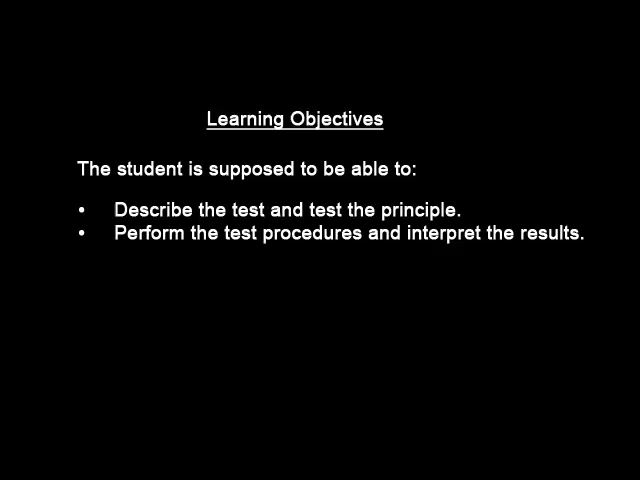 Learning Objectives
The student is supposed to be able to:
• Describe the test and test the principle.
• Perform the test procedures and interpret the results.